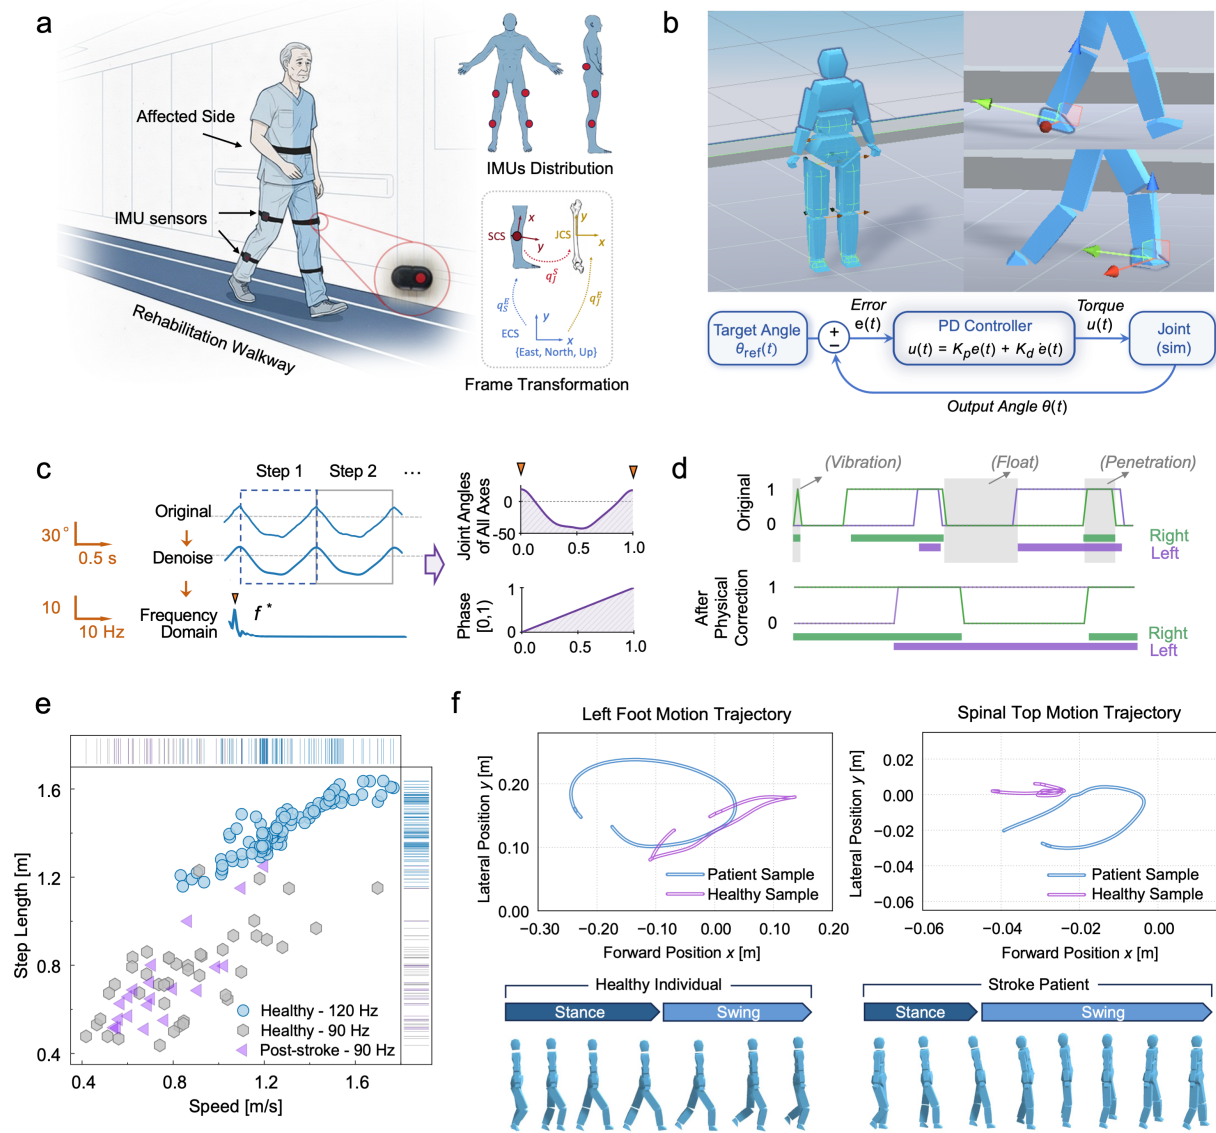 a
Affected Side
IMU sensors
Rehabilitation Walkway
IMUs Distribution
SCS
x
y
JCS
y
x
q_J^S
q_S^E
q_J^E
ECS
y
x
{East, North, Up}
Frame Transformation
b
Target Angle
θref(t)
+
−
Error
e(t)
PD Controller
u(t) = Kpe(t) + Kd ė(t)
Torque
u(t)
Joint
(sim)
Output Angle θ(t)
c
Step 1
Step 2
...
Original
Denoise
Frequency
Domain
f *
30°
0.5 s
10
10 Hz
Joint Angles
of All Axes
0
-50
0.0
0.5
1.0
Phase
[0,1)
1
0
0.0
0.5
1.0
d
(Vibration)
(Float)
(Penetration)
Original
1
0
Right
Left
After
Physical
Correction
1
0
Right
Left
e
Step Length [m]
1.6
1.2
0.8
0.4
Healthy - 120 Hz
Healthy - 90 Hz
Post-stroke - 90 Hz
0.4
0.8
1.2
1.6
Speed [m/s]
f
Left Foot Motion Trajectory
Lateral Position y [m]
0.20
0.10
0.00
Patient Sample
Healthy Sample
−0.30
−0.20
−0.10
0.00
0.10
0.20
Forward Position x [m]
Spinal Top Motion Trajectory
Lateral Position y [m]
0.02
0.00
−0.02
−0.04
−0.06
Patient Sample
Healthy Sample
−0.06
−0.04
−0.02
0.00
Forward Position x [m]
Healthy Individual
Stance
Swing
Stroke Patient
Stance
Swing